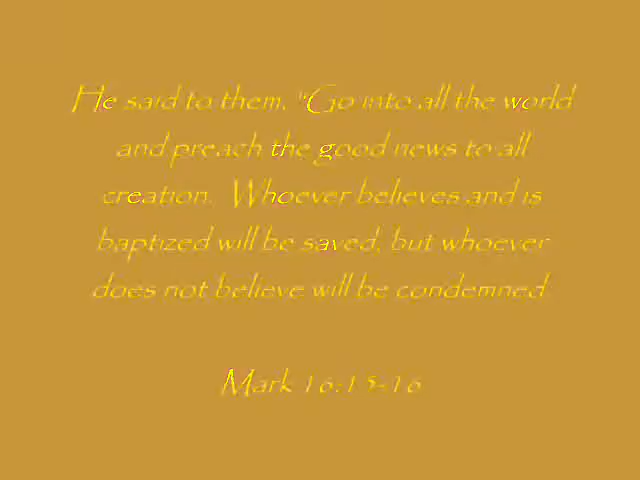 He said to them, "Go into all the world
and preach the good news to all
creation. Whoever believes and is
baptized will be saved, but whoever
does not believe will be condemned.
Mark 16:15-16